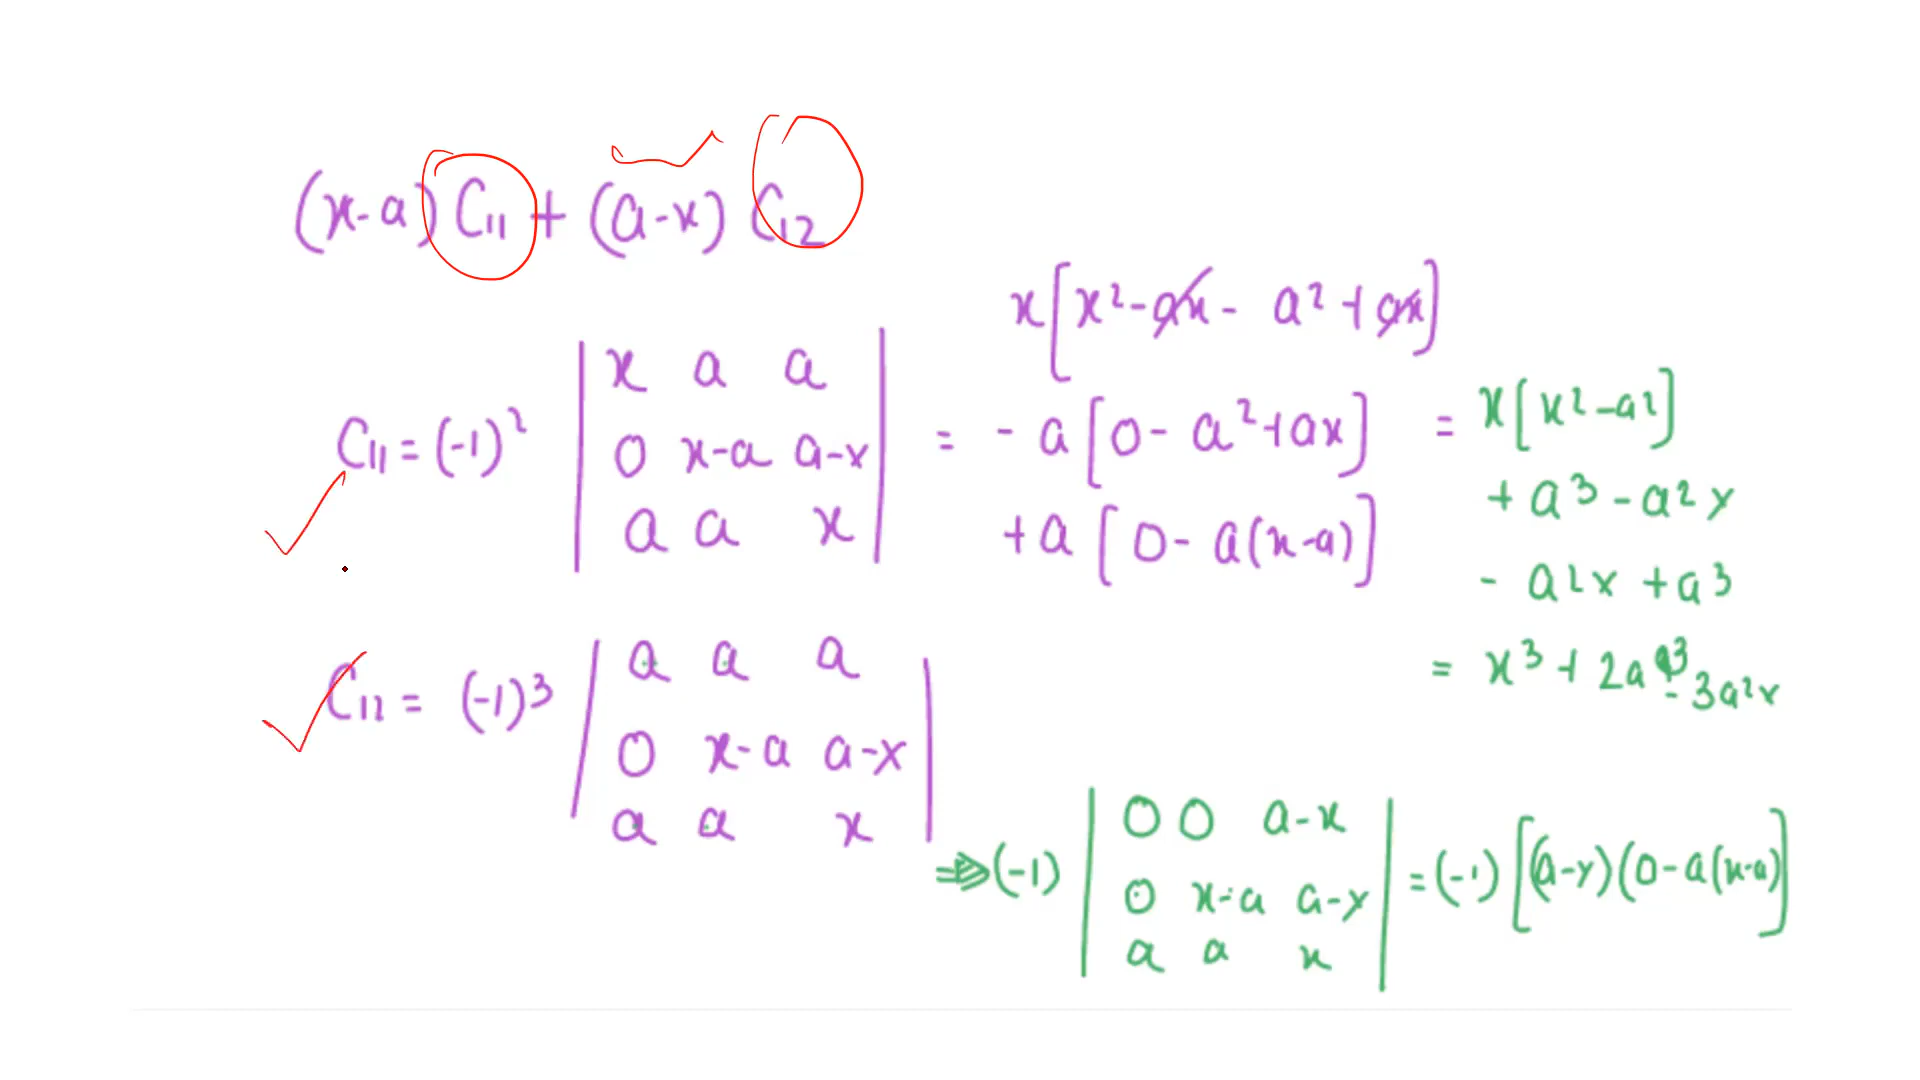 (x-a) C₁₁ + (a-x) C₁₂
C₁₁ = (-1)²
| x a a |
| 0 x-a a-x |
| a a x |
= x[x² - ax - a² + ax]
- a[0 - a² + ax]
+ a[0 - a(x-a)]
= x[x² - a²]
+ a³ - a²x
- a²x + a³
= x³ + 2a³ - 3a²x
C₁₂ = (-1)³
| a a a |
| 0 x-a a-x |
| a a x |
⇒ (-1)
| 0 0 a-x |
| 0 x-a a-x |
| a a x |
= (-1) [(a-x)(0 - a(x-a)]